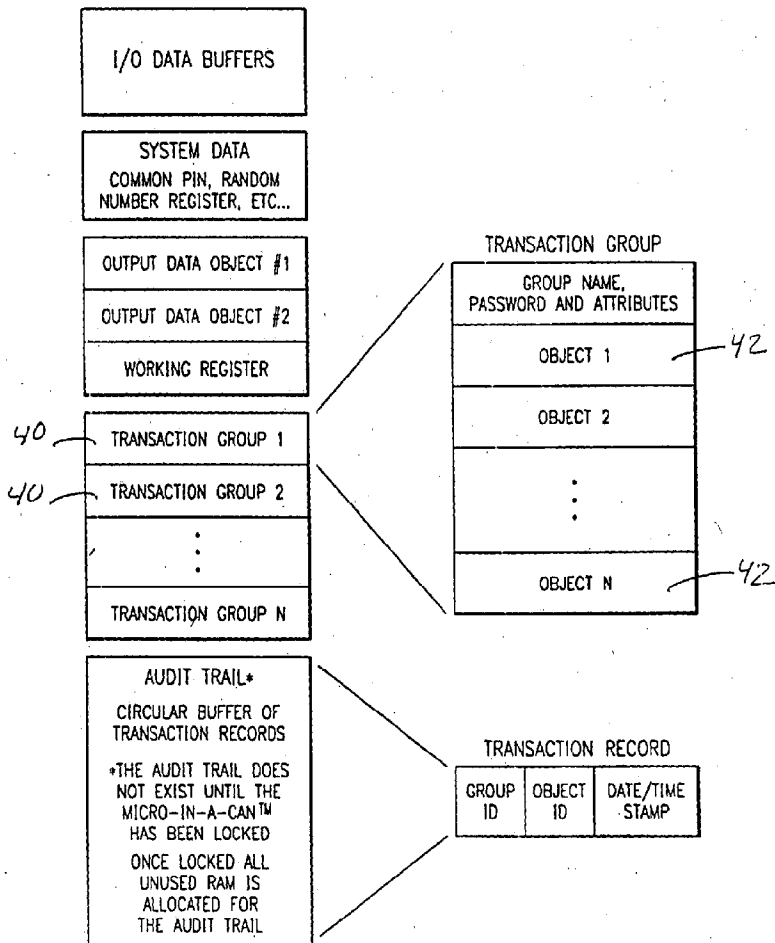 I/O DATA BUFFERS
SYSTEM DATA
COMMON PIN, RANDOM
NUMBER REGISTER, ETC...
OUTPUT DATA OBJECT #1
OUTPUT DATA OBJECT #2
WORKING REGISTER
40
TRANSACTION GROUP 1
40
TRANSACTION GROUP 2
TRANSACTION GROUP N
TRANSACTION GROUP
GROUP NAME,
PASSWORD AND ATTRIBUTES
OBJECT 1
42
OBJECT 2
OBJECT N
42
AUDIT TRAIL*
CIRCULAR BUFFER OF
TRANSACTION RECORDS
*THE AUDIT TRAIL DOES
NOT EXIST UNTIL THE
MICRO-IN-A-CAN™
HAS BEEN LOCKED
ONCE LOCKED ALL
UNUSED RAM IS
ALLOCATED FOR
THE AUDIT TRAIL
TRANSACTION RECORD
GROUP
ID
OBJECT
ID
DATE/TIME
STAMP